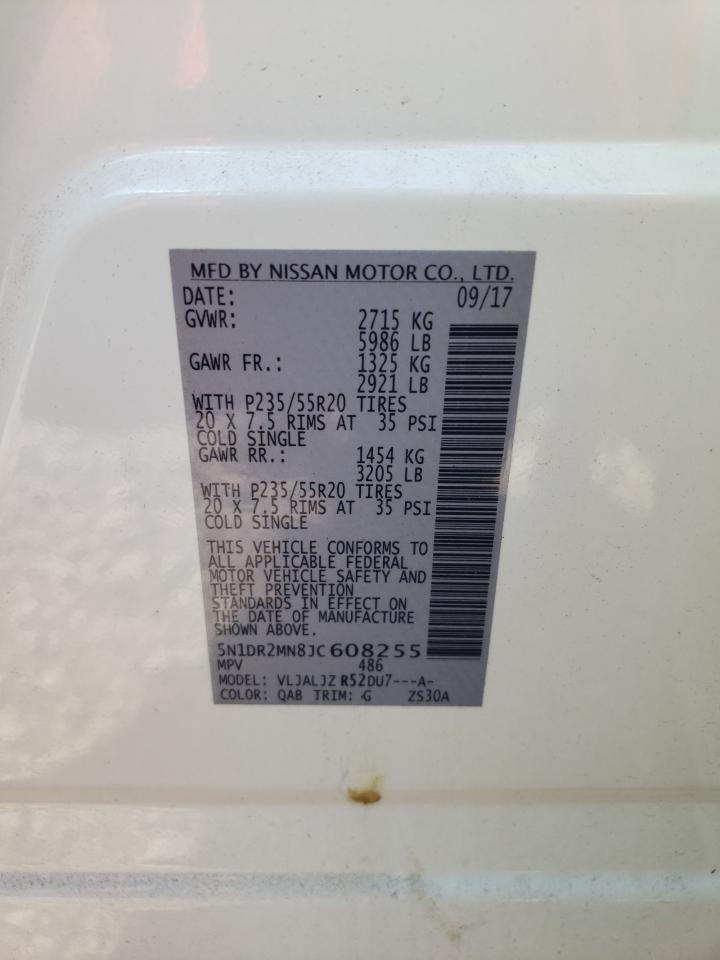 MFD BY NISSAN MOTOR CO., LTD.
DATE: 09/17
GVWR: 2715 KG
5986 LB
GAWR FR.: 1325 KG
2921 LB
WITH P235/55R20 TIRES
20 X 7.5 RIMS AT 35 PSI
COLD SINGLE
GAWR RR.: 1454 KG
3205 LB
WITH P235/55R20 TIRES
20 X 7.5 RIMS AT 35 PSI
COLD SINGLE
THIS VEHICLE CONFORMS TO
ALL APPLICABLE FEDERAL
MOTOR VEHICLE SAFETY AND
THEFT PREVENTION
STANDARDS IN EFFECT ON
THE DATE OF MANUFACTURE
SHOWN ABOVE.
5N1DR2MN8JC608255
MPV 486
MODEL: VLJALJZ R52DU7---A-
COLOR: QAB TRIM: G ZS30A